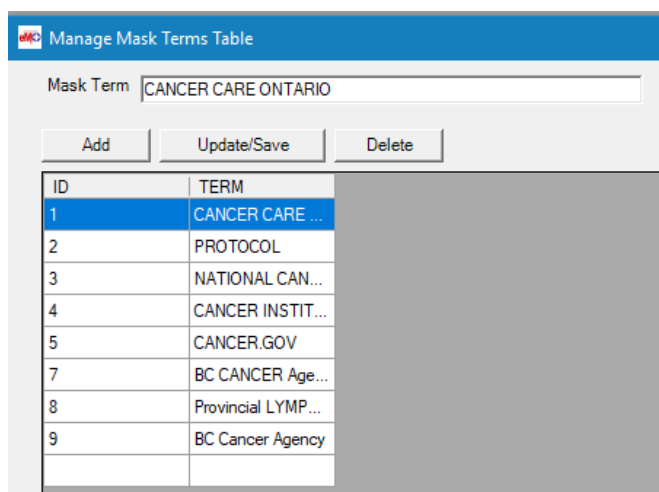 eMC Manage Mask Terms Table
Mask Term CANCER CARE ONTARIO
Add Update/Save Delete
ID TERM
1 CANCER CARE ...
2 PROTOCOL
3 NATIONAL CAN...
4 CANCER INSTIT...
5 CANCER.GOV
7 BC CANCER Age...
8 Provincial LYMP...
9 BC Cancer Agency